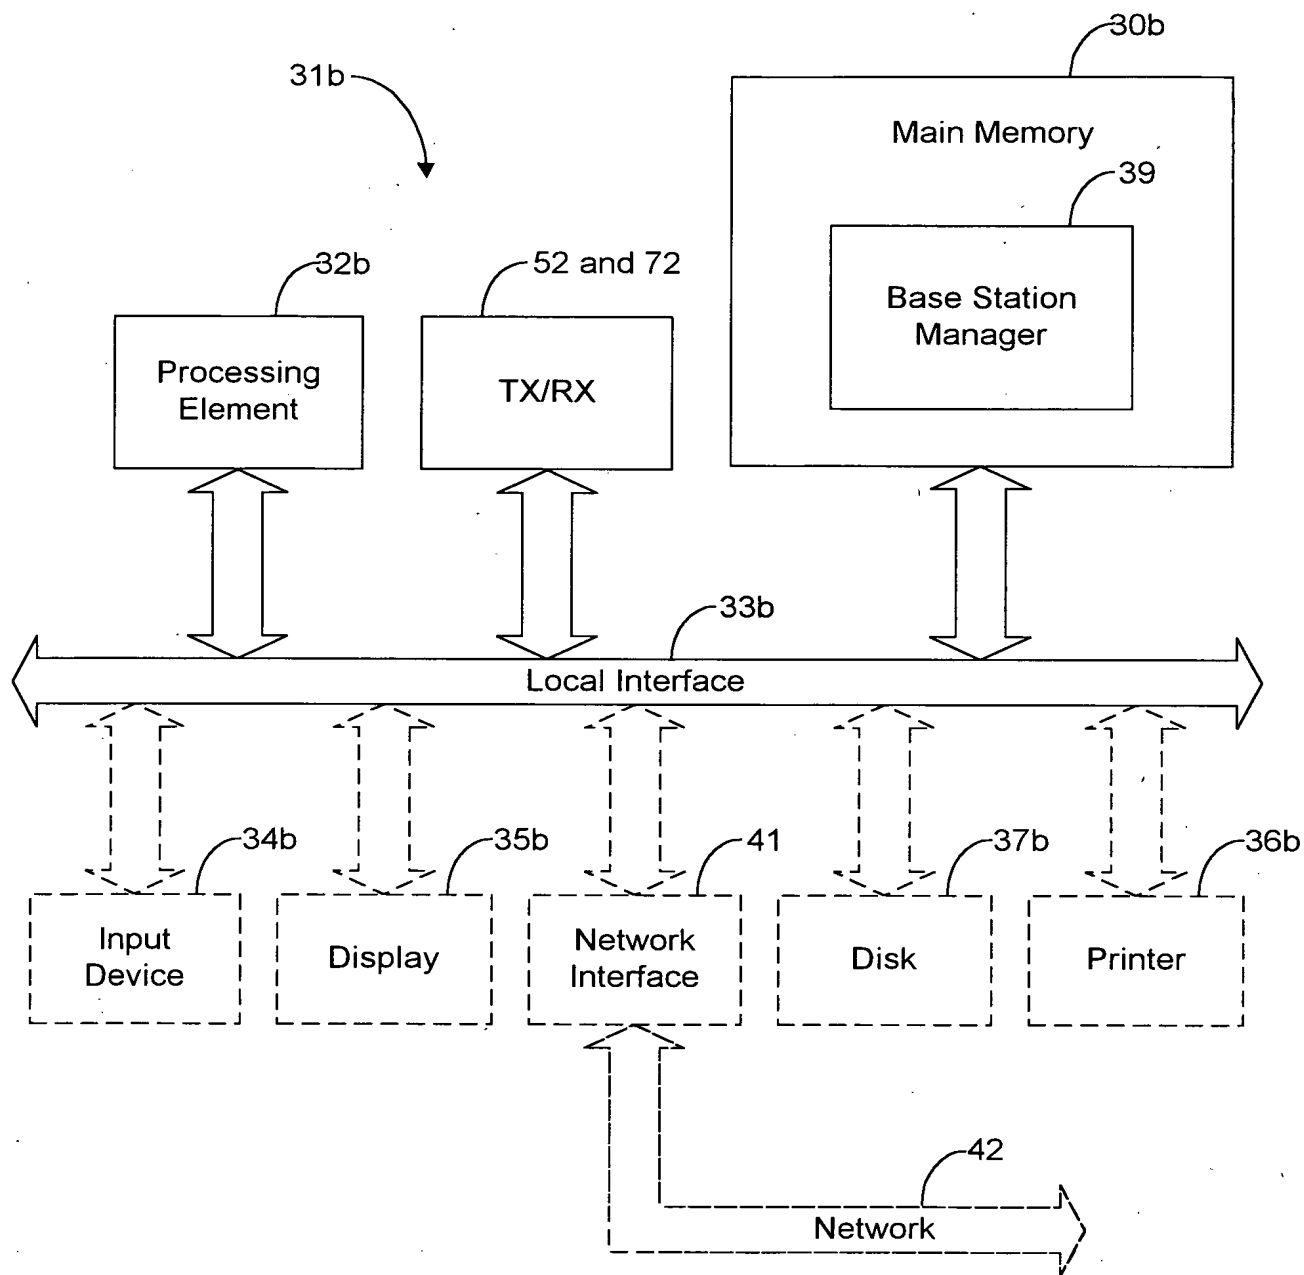 30b
31b
Main Memory
39
32b
52 and 72
Base Station
Manager
Processing
Element
TX/RX
33b
Local Interface
34b
35b
41
37b
36b
Input
Device
Display
Network
Interface
Disk
Printer
42
Network